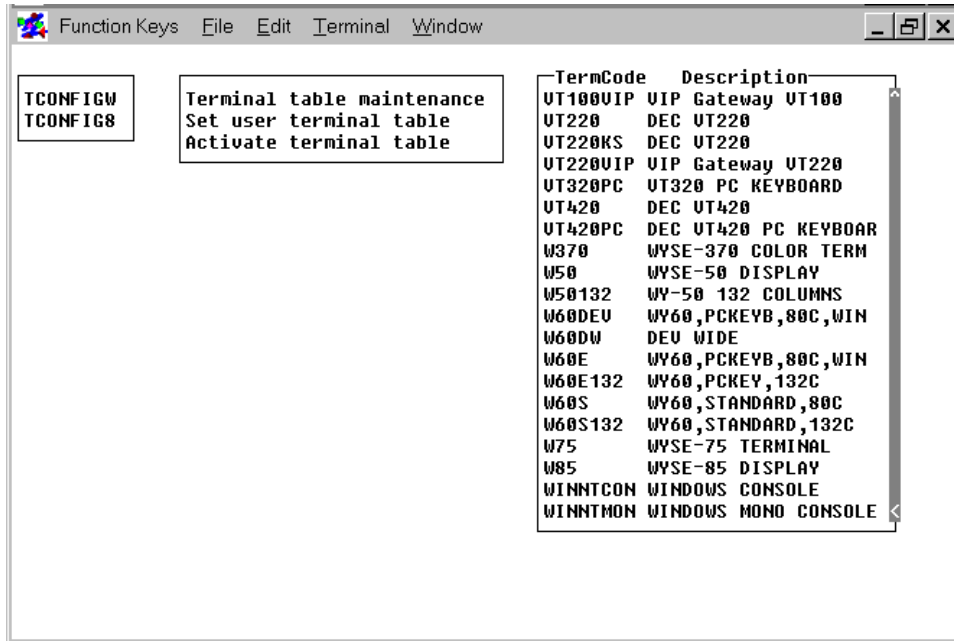 Function Keys File Edit Terminal Window
TCONFIGW
TCONFIG8
Terminal table maintenance
Set user terminal table
Activate terminal table
TermCode Description
VT100VIP VIP Gateway VT100
VT220 DEC VT220
VT220KS DEC VT220
VT220VIP VIP Gateway VT220
VT320PC VT320 PC KEYBOARD
VT420 DEC VT420
VT420PC DEC VT420 PC KEYBOAR
W370 WYSE-370 COLOR TERM
W50 WYSE-50 DISPLAY
W50132 WY-50 132 COLUMNS
W60DEV WY60,PCKEYB,80C,WIN
W60DW DEV WIDE
W60E WY60,PCKEYB,80C,WIN
W60E132 WY60,PCKEY,132C
W60S WY60,STANDARD,80C
W60S132 WY60,STANDARD,132C
W75 WYSE-75 TERMINAL
W85 WYSE-85 DISPLAY
WINNTCON WINDOWS CONSOLE
WINNTMON WINDOWS MONO CONSOLE